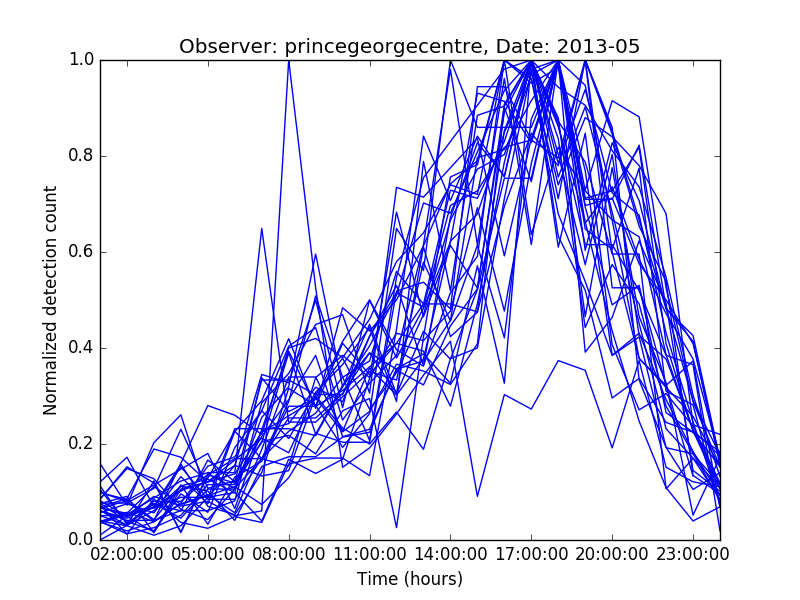 Observer: princegeorgecentre, Date: 2013-05
1.0
0.8
0.6
0.4
0.2
0.0
Normalized detection count
02:00:00 05:00:00 08:00:00 11:00:00 14:00:00 17:00:00 20:00:00 23:00:00
Time (hours)